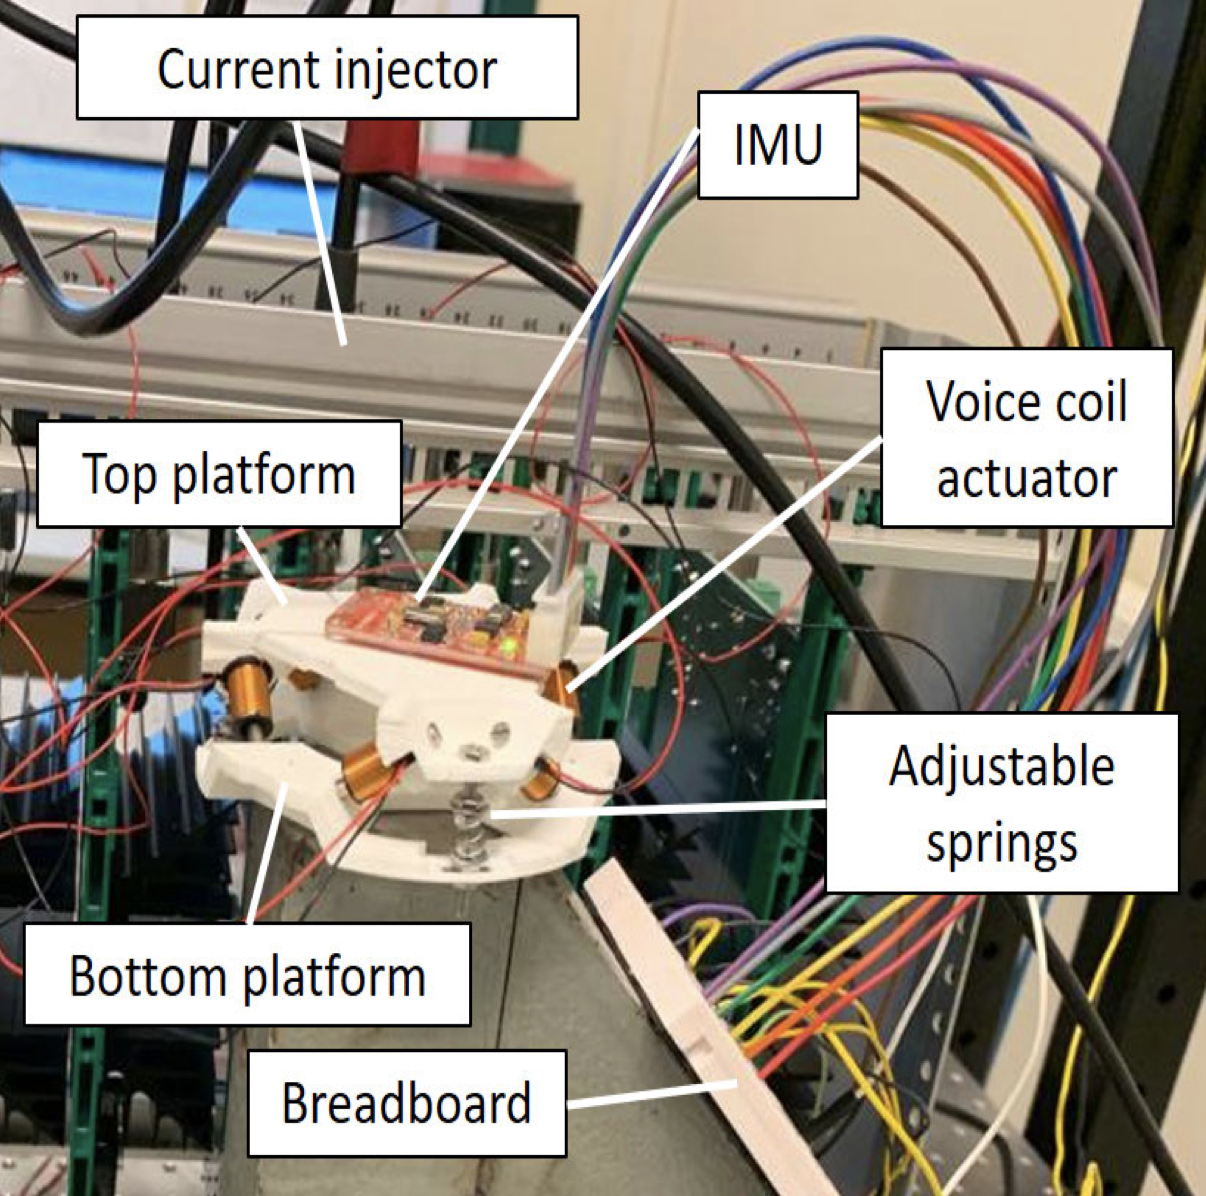 Current injector
IMU
Voice coil
actuator
Top platform
Adjustable
springs
Bottom platform
Breadboard